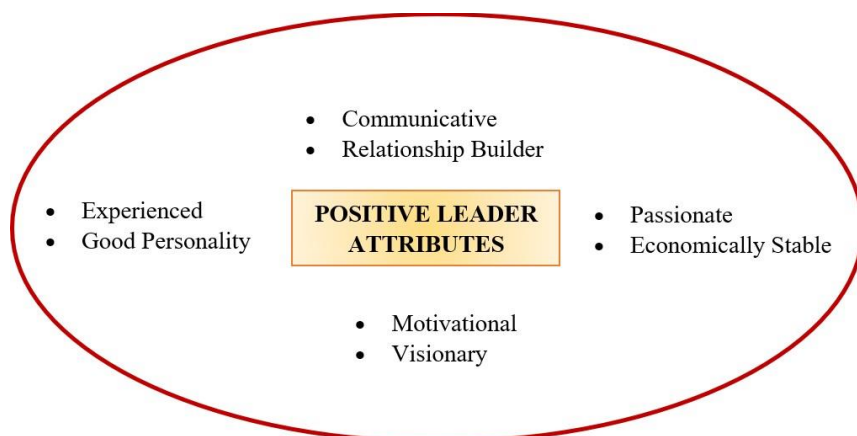 • Communicative
• Relationship Builder
• Experienced
• Good Personality
POSITIVE LEADER
ATTRIBUTES
• Passionate
• Economically Stable
• Motivational
• Visionary